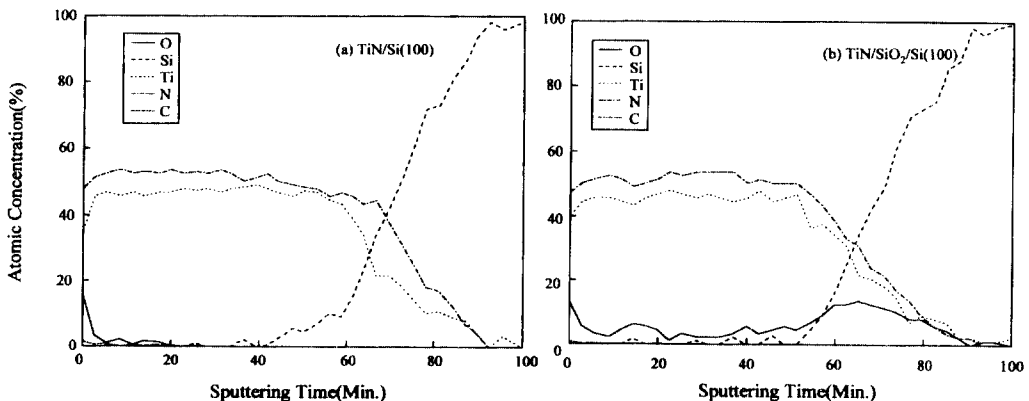 100
80
60
40
20
0
Atomic Concentration(%)
O
Si
Ti
N
C
(a) TiN/Si(100)
0 20 40 60 80 100
Sputtering Time(Min.)
100
80
60
40
20
0
O
Si
Ti
N
C
(b) TiN/SiO₂/Si(100)
0 20 40 60 80 100
Sputtering Time(Min.)